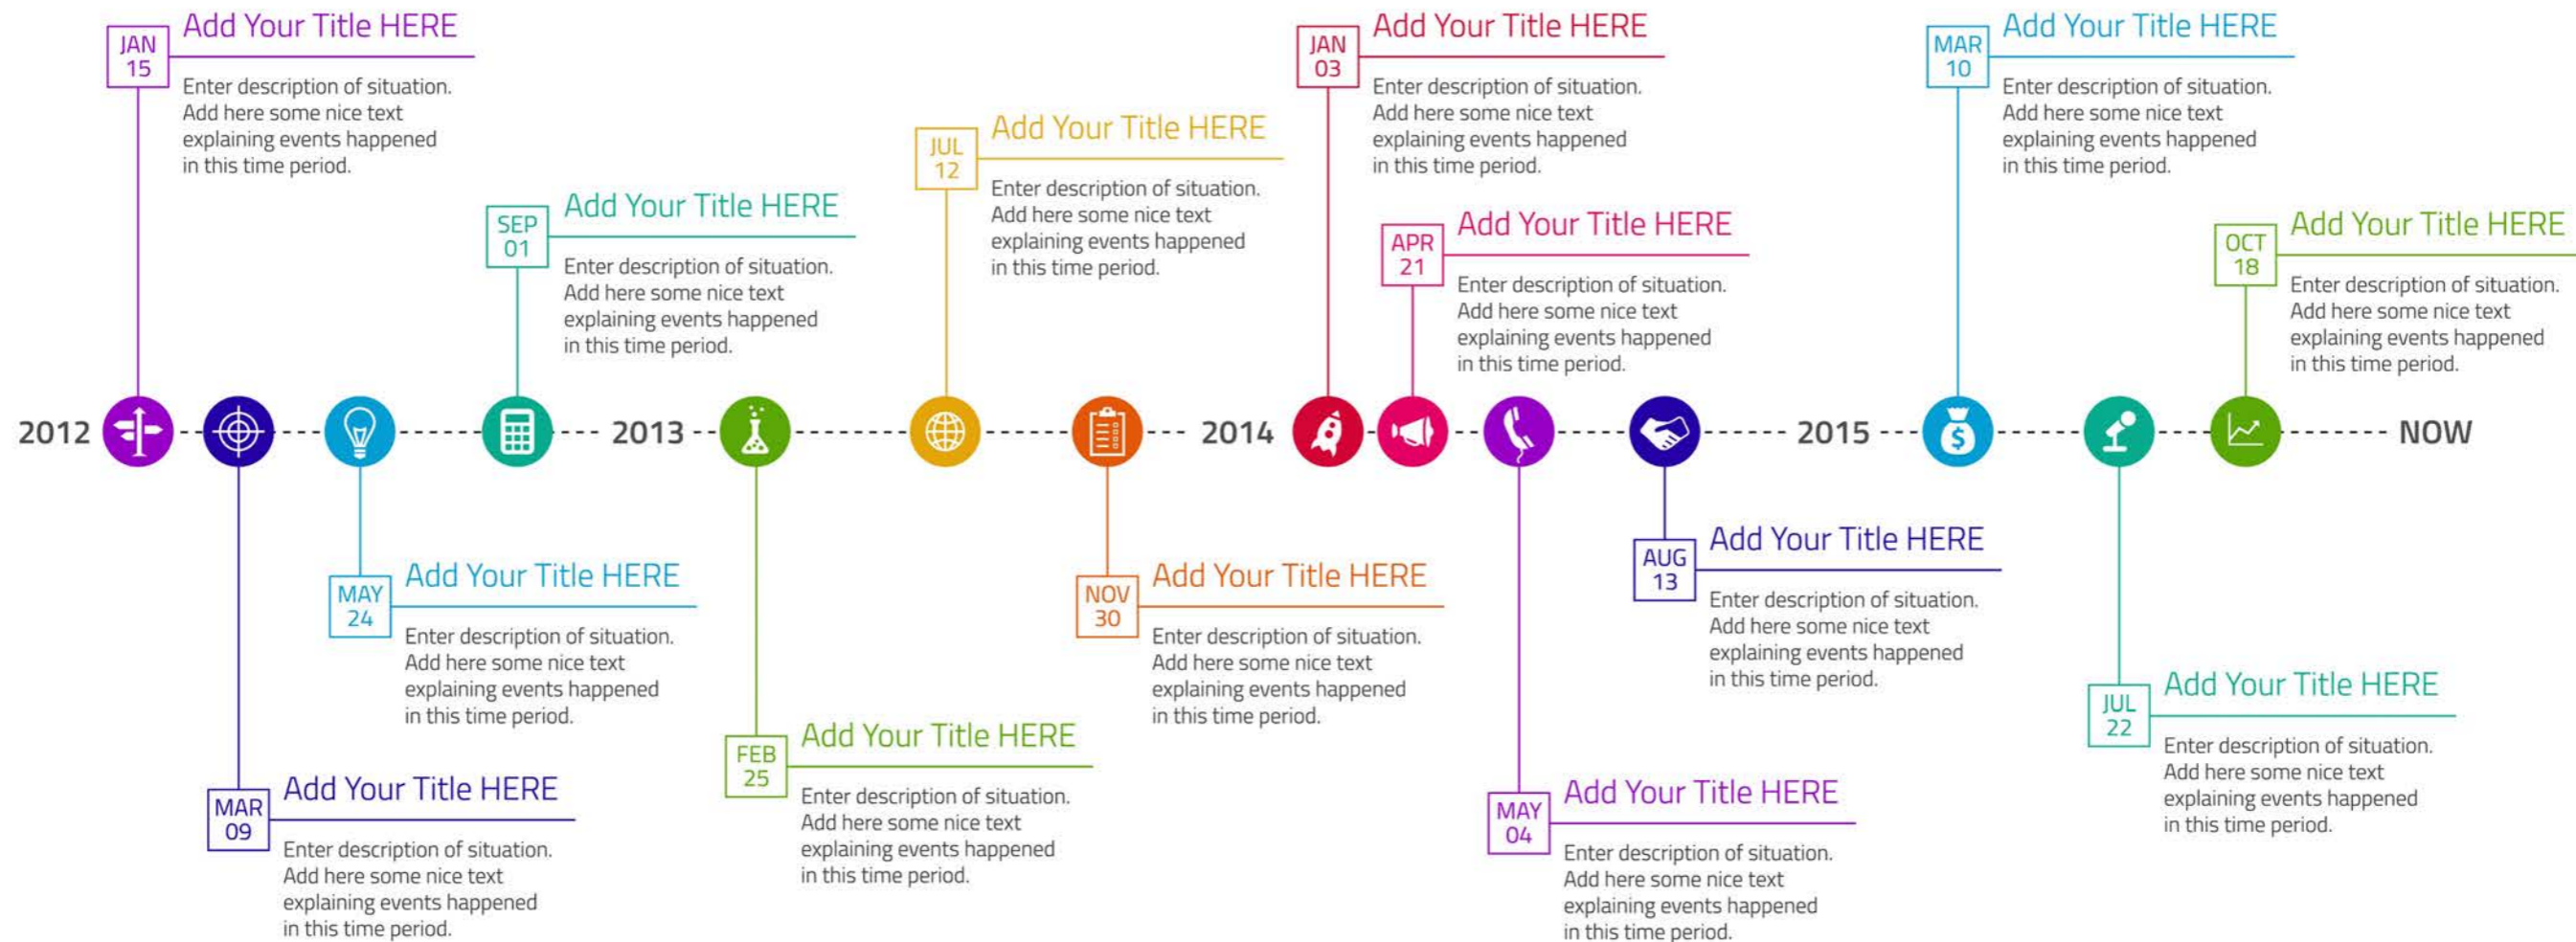 JAN
15
Add Your Title HERE
Enter description of situation.
Add here some nice text
explaining events happened
in this time period.
SEP
01
Add Your Title HERE
Enter description of situation.
Add here some nice text
explaining events happened
in this time period.
JUL
12
Add Your Title HERE
Enter description of situation.
Add here some nice text
explaining events happened
in this time period.
JAN
03
Add Your Title HERE
Enter description of situation.
Add here some nice text
explaining events happened
in this time period.
APR
21
Add Your Title HERE
Enter description of situation.
Add here some nice text
explaining events happened
in this time period.
MAR
10
Add Your Title HERE
Enter description of situation.
Add here some nice text
explaining events happened
in this time period.
OCT
18
Add Your Title HERE
Enter description of situation.
Add here some nice text
explaining events happened
in this time period.
2012
2013
2014
2015
$
NOW
MAR
09
Add Your Title HERE
Enter description of situation.
Add here some nice text
explaining events happened
in this time period.
MAY
24
Add Your Title HERE
Enter description of situation.
Add here some nice text
explaining events happened
in this time period.
FEB
25
Add Your Title HERE
Enter description of situation.
Add here some nice text
explaining events happened
in this time period.
NOV
30
Add Your Title HERE
Enter description of situation.
Add here some nice text
explaining events happened
in this time period.
MAY
04
Add Your Title HERE
Enter description of situation.
Add here some nice text
explaining events happened
in this time period.
AUG
13
Add Your Title HERE
Enter description of situation.
Add here some nice text
explaining events happened
in this time period.
JUL
22
Add Your Title HERE
Enter description of situation.
Add here some nice text
explaining events happened
in this time period.